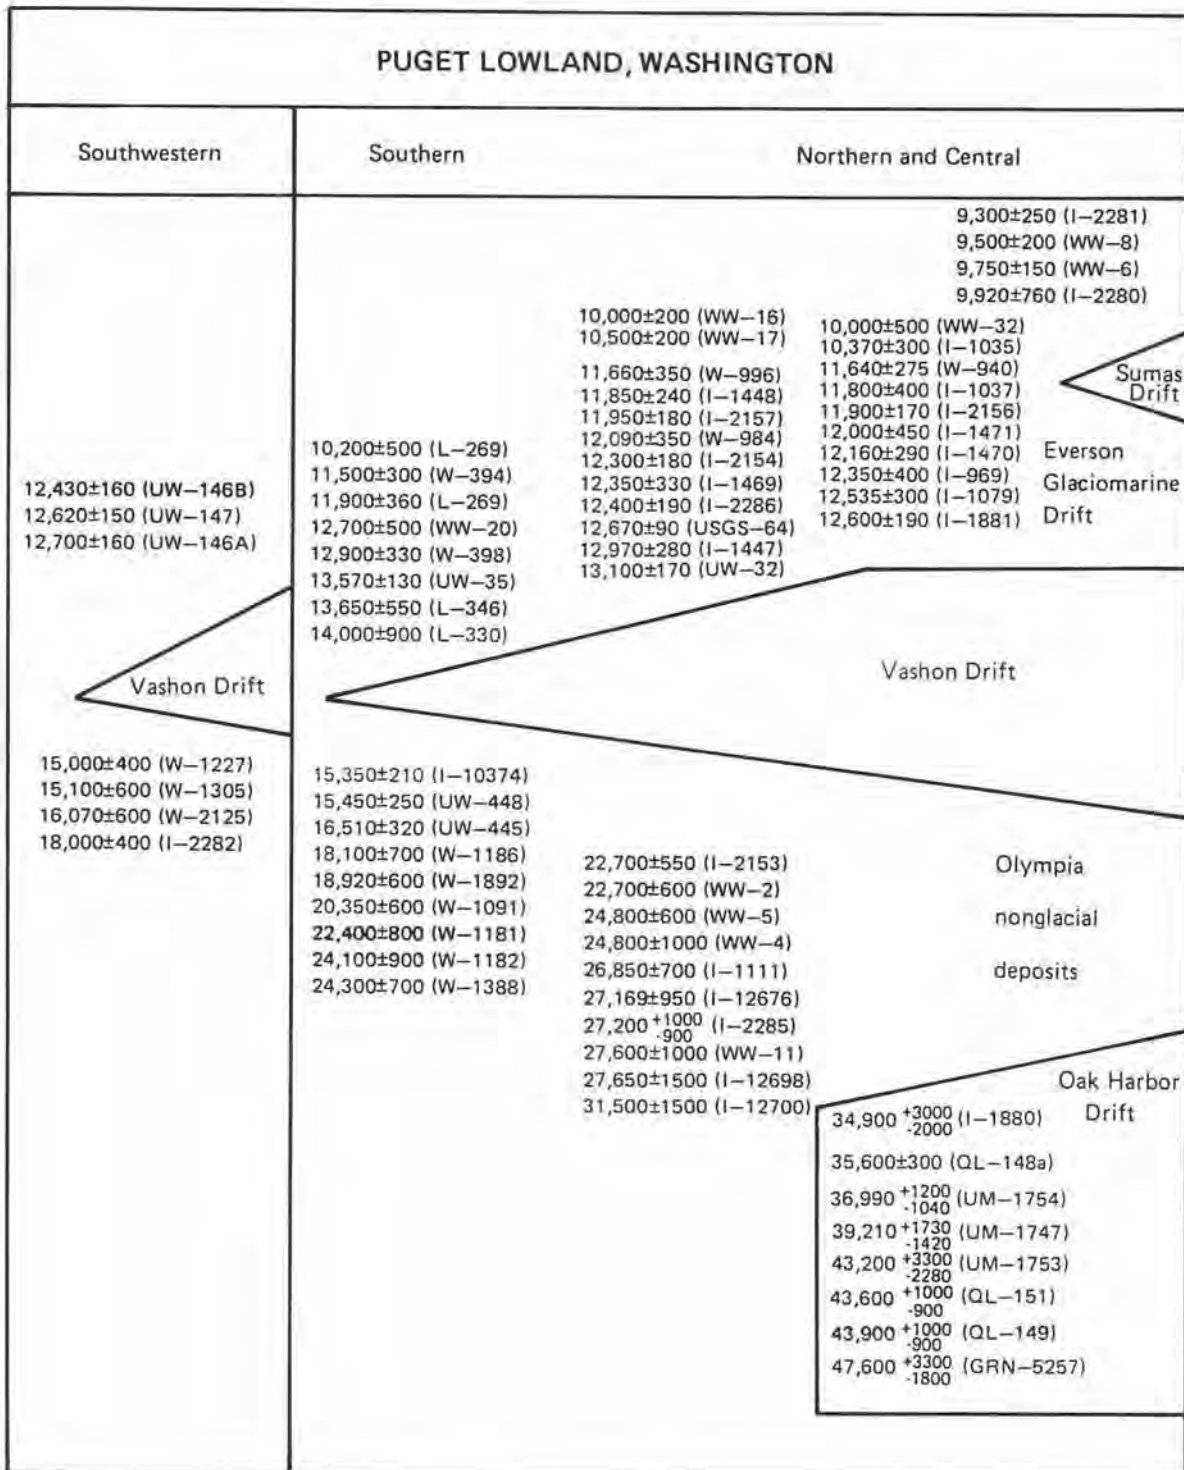 PUGET LOWLAND, WASHINGTON
Southwestern
Southern
Northern and Central
12,430±160 (UW—146B)
12,620±150 (UW—147)
12,700±160 (UW—146A)
Vashon Drift
15,000±400 (W—1227)
15,100±600 (W—1305)
16,070±600 (W—2125)
18,000±400 (I—2282)
10,200±500 (L—269)
11,500±300 (W—394)
11,900±360 (L—269)
12,700±500 (WW—20)
12,900±330 (W—398)
13,570±130 (UW—35)
13,650±550 (L—346)
14,000±900 (L—330)
15,350±210 (I—10374)
15,450±250 (UW—448)
16,510±320 (UW—445)
18,100±700 (W—1186)
18,920±600 (W—1892)
20,350±600 (W—1091)
22,400±800 (W—1181)
24,100±900 (W—1182)
24,300±700 (W—1388)
10,000±200 (WW—16)
10,500±200 (WW—17)
11,660±350 (W—996)
11,850±240 (I—1448)
11,950±180 (I—2157)
12,090±350 (W—984)
12,300±180 (I—2154)
12,350±330 (I—1469)
12,400±190 (I—2286)
12,670±90 (USGS—64)
12,970±280 (I—1447)
13,100±170 (UW—32)
9,300±250 (I—2281)
9,500±200 (WW—8)
9,750±150 (WW—6)
9,920±760 (I—2280)
10,000±500 (WW—32)
10,370±300 (I—1035)
11,640±275 (W—940)
11,800±400 (I—1037)
11,900±170 (I—2156)
12,000±450 (I—1471)
12,160±290 (I—1470)
12,350±400 (I—969)
12,535±300 (I—1079)
12,600±190 (I—1881)
Sumas
Drift
Everson
Glaciomarine
Drift
Vashon Drift
22,700±550 (I—2153)
22,700±600 (WW—2)
24,800±600 (WW—5)
24,800±1000 (WW—4)
26,850±700 (I—1111)
27,169±950 (I—12676)
27,200 +1000 -900 (I—2285)
27,600±1000 (WW—11)
27,650±1500 (I—12698)
31,500±1500 (I—12700)
Olympia
nonglacial
deposits
Oak Harbor
Drift
34,900 +3000 -2000 (I—1880)
35,600±300 (QL—148a)
36,990 +1200 -1040 (UM—1754)
39,210 +1730 -1420 (UM—1747)
43,200 +3300 -2280 (UM—1753)
43,600 +1000 -900 (QL—151)
43,900 +1000 -900 (QL—149)
47,600 +3300 -1800 (GRN—5257)